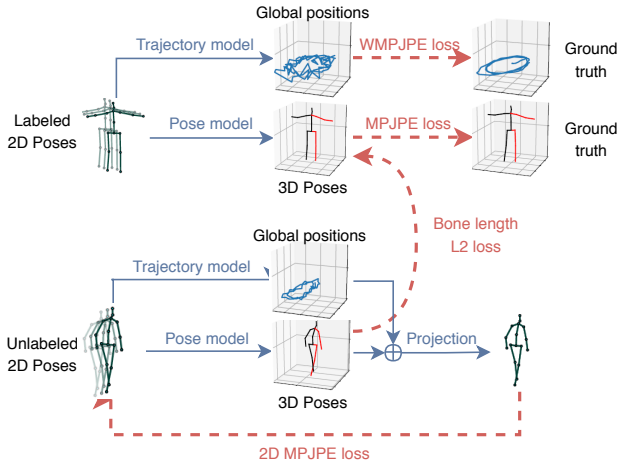 Global positions
Trajectory model
WMPJPE loss
Ground
truth
Labeled
2D Poses
Pose model
MPJPE loss
Ground
truth
3D Poses
Bone length
L2 loss
Global positions
Trajectory model
Unlabeled
2D Poses
Pose model
Projection
3D Poses
2D MPJPE loss